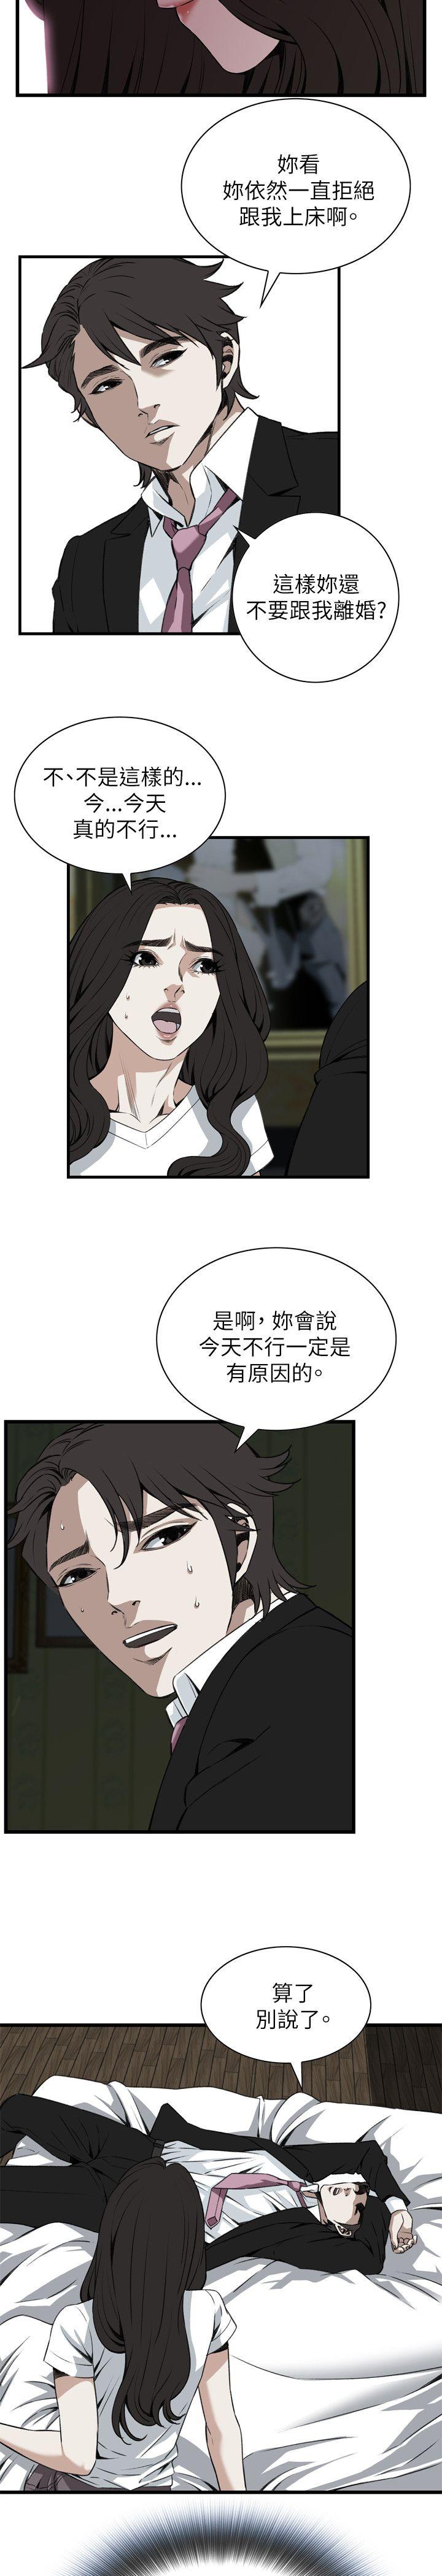 妳看
妳依然一直拒絕
跟我上床啊。
這樣妳還
不要跟我離婚?
不、不是這樣的...
今...今天
真的不行...
是啊，妳會說
今天不行一定是
有原因的。
算了
別說了。